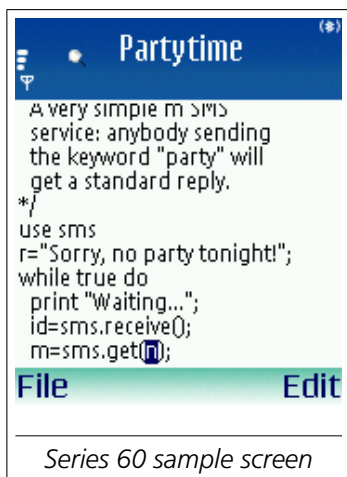 Partytime
A very simple m SMS
service: anybody sending
the keyword "party" will
get a standard reply.
*/
use sms
r="Sorry, no party tonight!";
while true do
print "Waiting...";
id=sms.receive();
m=sms.get(n);
File Edit
Series 60 sample screen